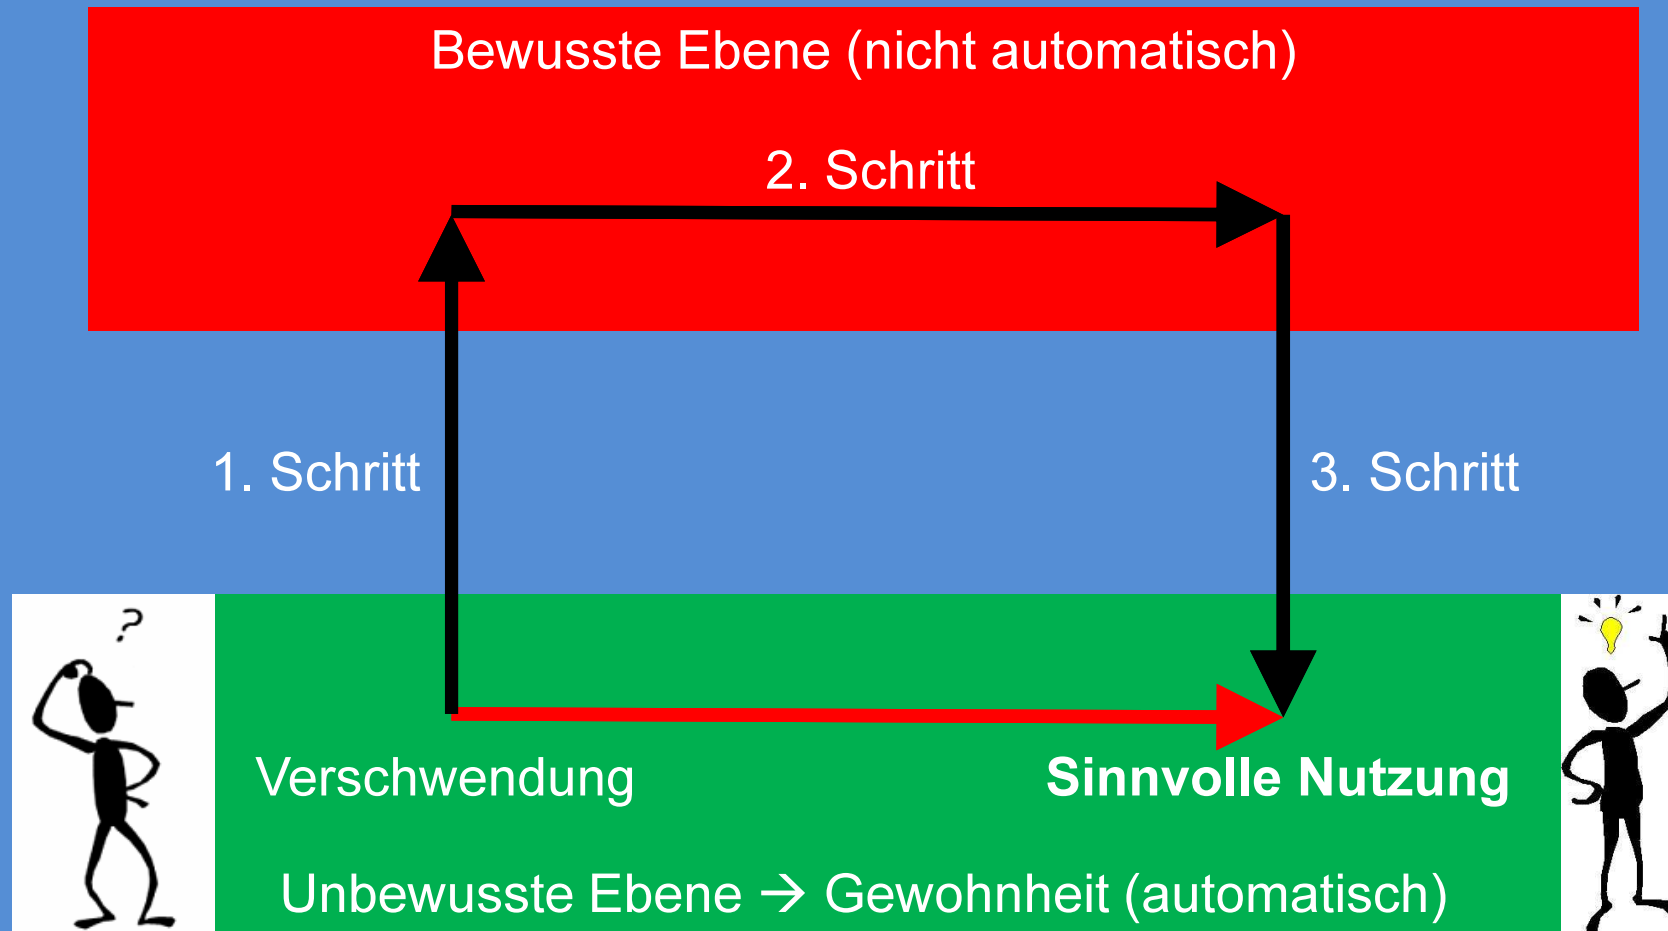 Bewusste Ebene (nicht automatisch)
2. Schritt
1. Schritt
3. Schritt
?
Verschwendung
Sinnvolle Nutzung
Unbewusste Ebene → Gewohnheit (automatisch)